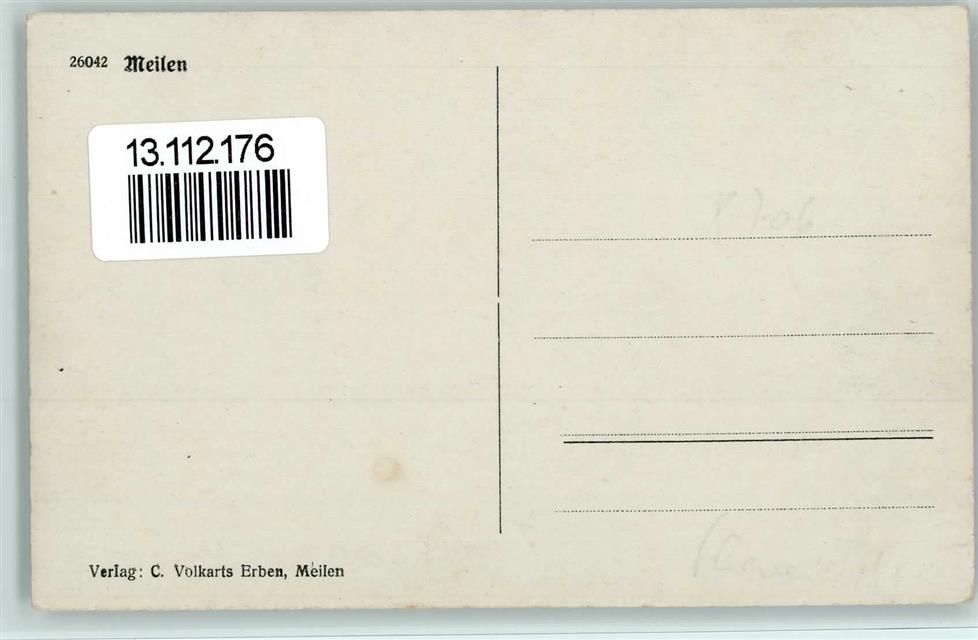 26042 Meilen
13.112.176
Verlag: C. Volkarts Erben, Meilen